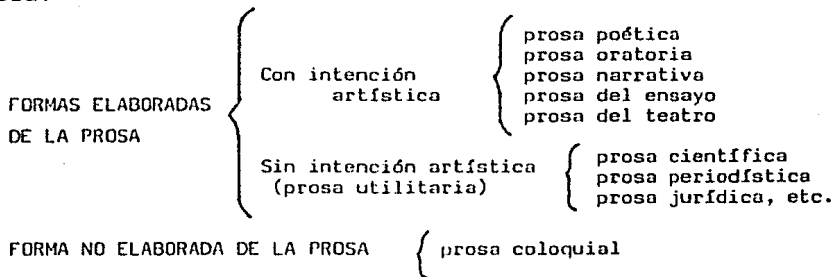 Con intención
artística
prosa poética
prosa oratoria
prosa narrativa
prosa del ensayo
prosa del teatro
FORMAS ELABORADAS
DE LA PROSA
Sin intención artística
(prosa utilitaria)
prosa científica
prosa periodística
prosa jurídica, etc.
FORMA NO ELABORADA DE LA PROSA
prosa coloquial